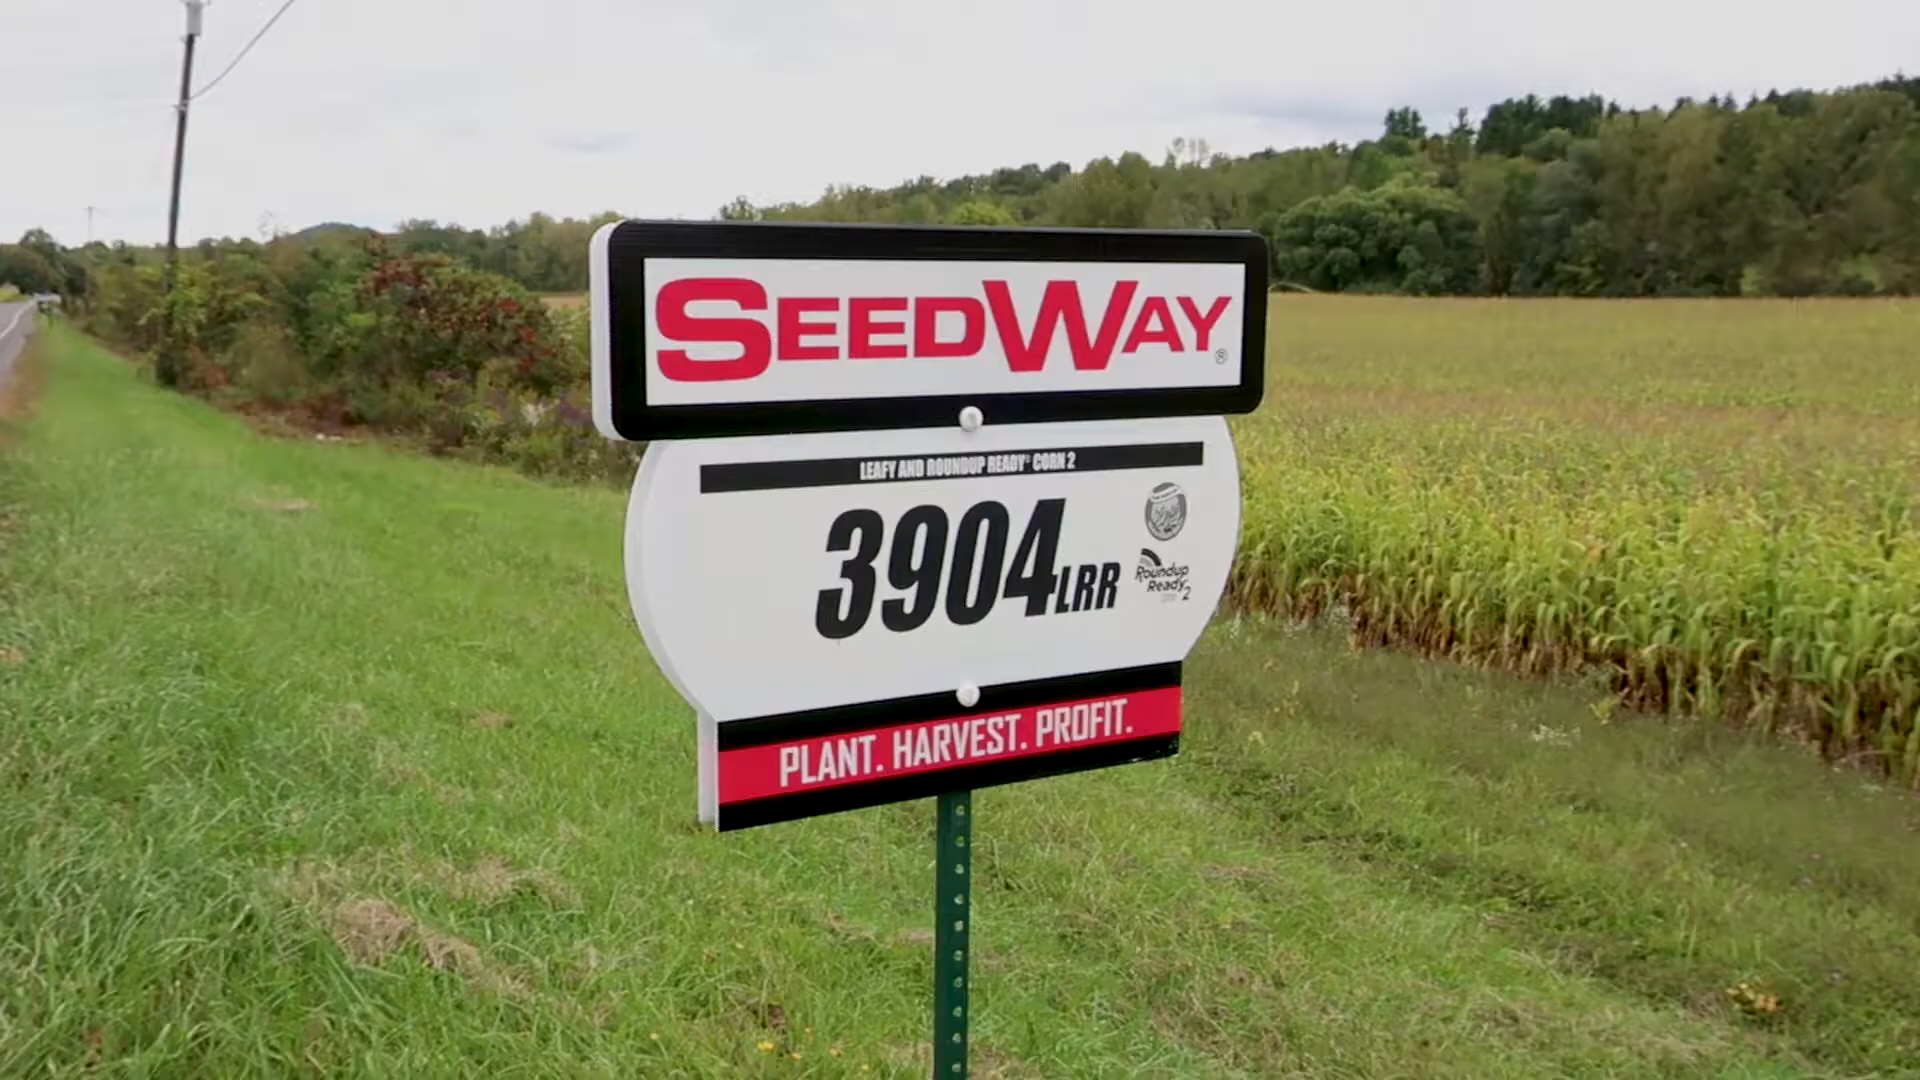 SEEDWAY®
LEAFY AND ROUNDUP READY® CORN 2
3904LRR
Roundup
Ready
2
PLANT. HARVEST. PROFIT.